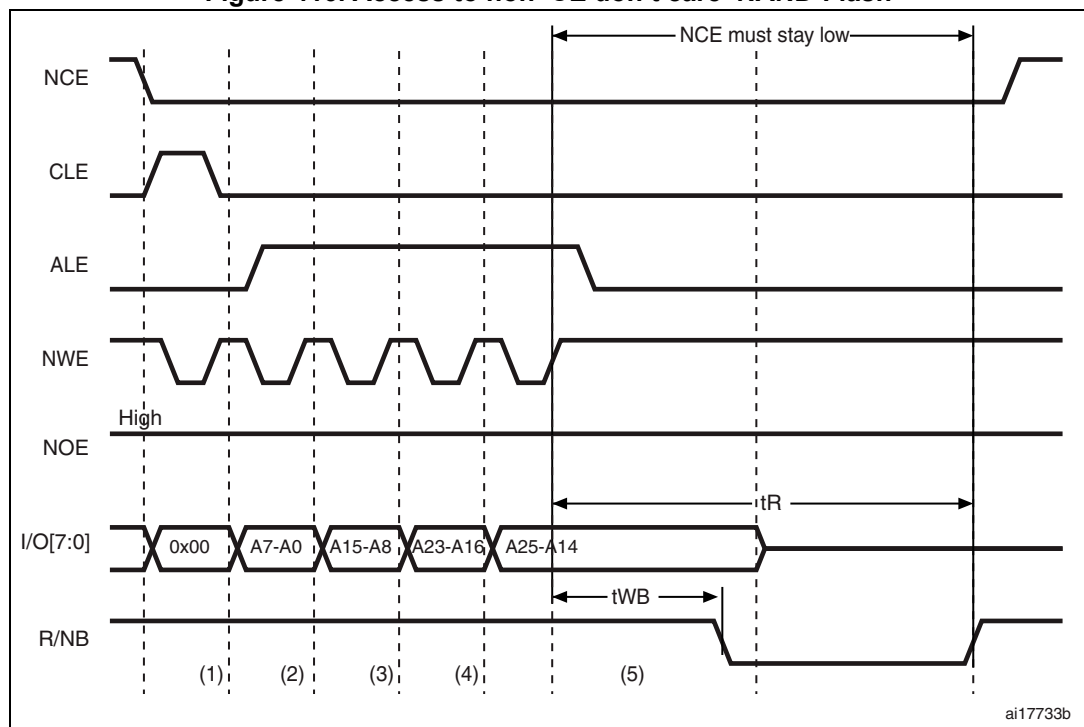 NCE must stay low
NCE
CLE
ALE
NWE
High
NOE
tR
I/O[7:0]
0x00
A7-A0
A15-A8
A23-A16
A25-A14
tWB
R/NB
(1)
(2)
(3)
(4)
(5)
ai17733b